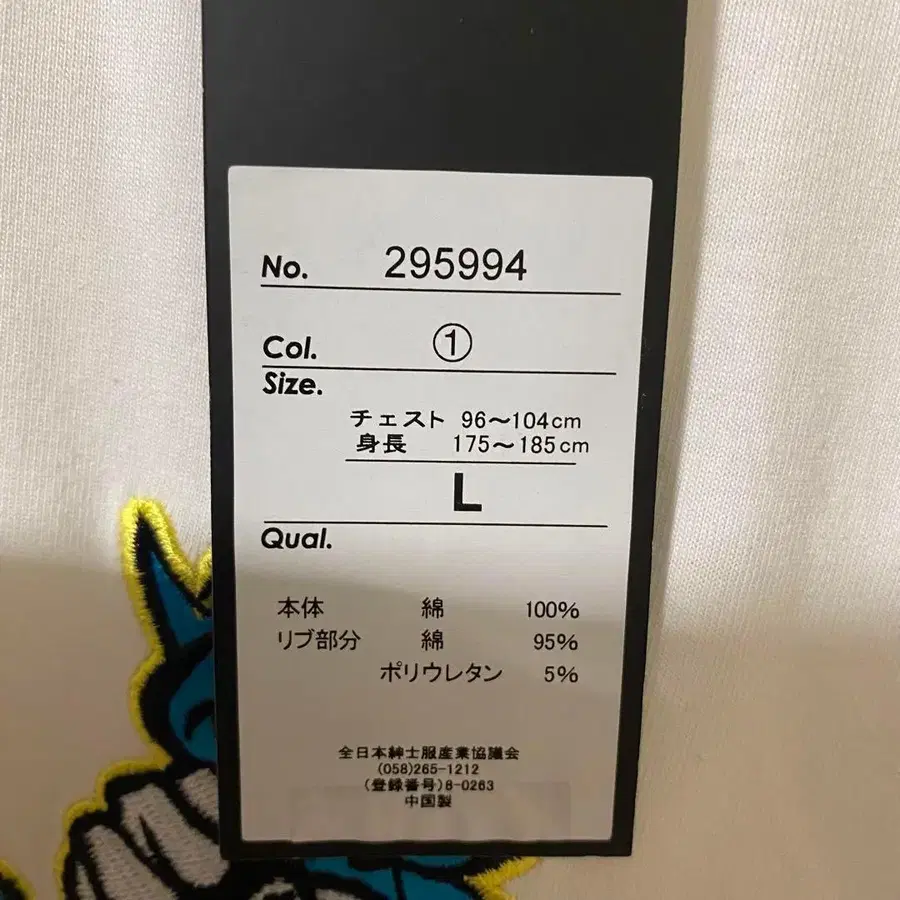 No. 295994
Col. ①
Size.
チェスト 96～104cm
身長 175～185cm
L
Qual.
本体 綿 100%
リブ部分 綿 95%
ポリウレタン 5%
全日本紳士服産業協議会
(058)265-1212
(登録番号)8-0263
中国製